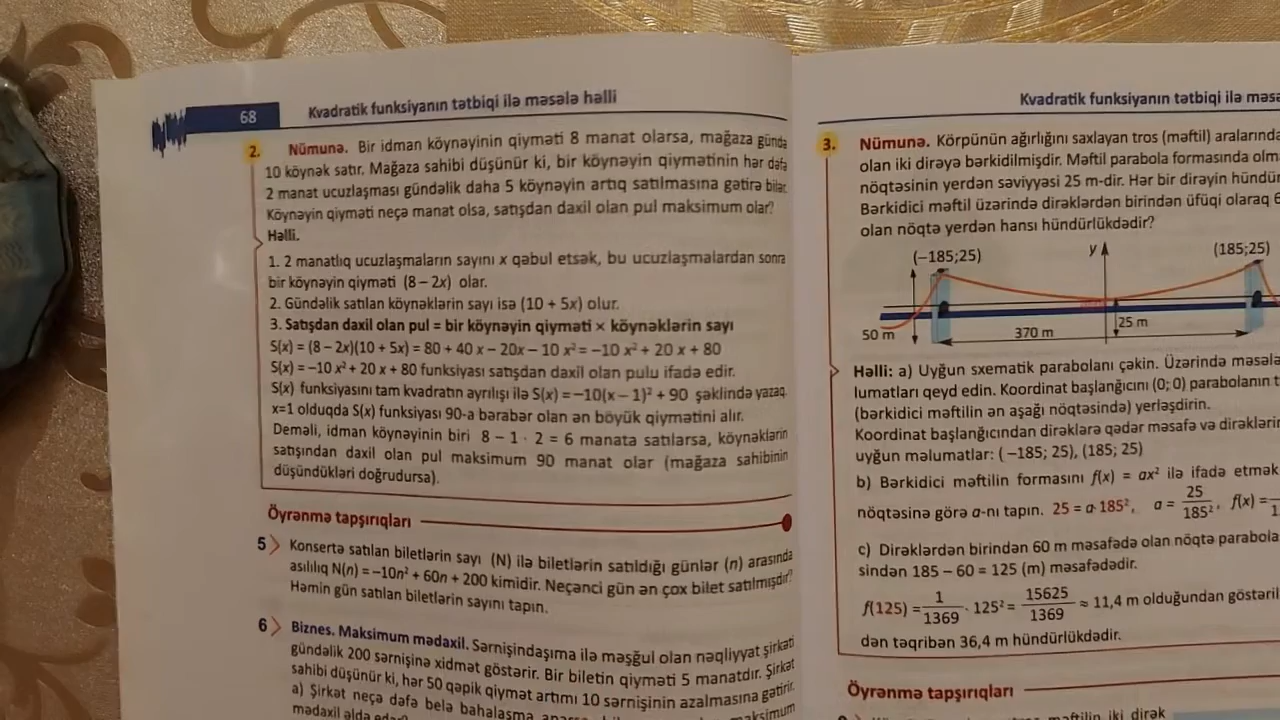 68
Kvadratik funksiyanın tətbiqi ilə məsələ həlli
2. Nümunə. Bir idman köynəyinin qiyməti 8 manat olarsa, mağaza gündə
10 köynək satır. Mağaza sahibi düşünür ki, bir köynəyin qiymətinin hər dəfə
2 manat ucuzlaşması gündəlik daha 5 köynəyin artıq satılmasına gətirə bilər.
Köynəyin qiyməti neçə manat olsa, satışdan daxil olan pul maksimum olar?
Həlli.
1. 2 manatlıq ucuzlaşmaların sayını x qəbul etsək, bu ucuzlaşmalardan sonra
bir köynəyin qiyməti (8 – 2x) olar.
2. Gündəlik satılan köynəklərin sayı isə (10 + 5x) olur.
3. Satışdan daxil olan pul = bir köynəyin qiyməti × köynəklərin sayı
S(x) = (8 – 2x)(10 + 5x) = 80 + 40 x – 20x – 10 x² = –10 x² + 20 x + 80
S(x) = –10 x² + 20 x + 80 funksiyası satışdan daxil olan pulu ifadə edir.
S(x) funksiyasını tam kvadratın ayrılışı ilə S(x) = –10(x – 1)² + 90 şəklində yazaq.
x=1 olduqda S(x) funksiyası 90-a bərabər olan ən böyük qiymətini alır.
Deməli, idman köynəyinin biri 8 – 1 · 2 = 6 manata satılarsa, köynəklərin
satışından daxil olan pul maksimum 90 manat olar (mağaza sahibinin
düşündükləri doğrudursa).
Öyrənmə tapşırıqları
5 Konsertə satılan biletlərin sayı (N) ilə biletlərin satıldığı günlər (n) arasında
asılılıq N(n) = –10n² + 60n + 200 kimidir. Neçənci gün ən çox bilet satılmışdır?
Həmin gün satılan biletlərin sayını tapın.
6 Biznes. Maksimum mədaxil. Sərnişindaşıma ilə məşğul olan nəqliyyat şirkəti
gündəlik 200 sərnişinə xidmət göstərir. Bir biletin qiyməti 5 manatdır. Şirkət
sahibi düşünür ki, hər 50 qəpik qiymət artımı 10 sərnişinin azalmasına gətirir.
a) Şirkət neçə dəfə belə bahalaşma maksimum
mədaxil əldə
Kvadratik funksiyanın tətbiqi ilə
3. Nümunə. Körpünün ağırlığını saxlayan tros (məftil)
olan iki dirəyə bərkidilmişdir. Məftil parabola formasında
nöqtəsinin yerdən səviyyəsi 25 m-dir. Hər bir dirəyin
Bərkidici məftil üzərində dirəklərdən birindən üfüqi olaraq
olan nöqtə yerdən hansı hündürlükdədir?
(–185;25)
y
(185;25)
50 m
370 m
25 m
Həlli: a) Uyğun sxematik parabolanı çəkin. Üzərində
lumatları qeyd edin. Koordinat başlanğıcını (0; 0) parabolanın
(bərkidici məftilin ən aşağı nöqtəsində) yerləşdirin.
Koordinat başlanğıcından dirəklərə qədər məsafə və
uyğun məlumatlar: ( –185; 25), (185; 25)
b) Bərkidici məftilin formasını f(x) = ax² ilə ifadə etmək
nöqtəsinə görə a-nı tapın. 25 = a·185², a = 25/185², f(x) =
c) Dirəklərdən birindən 60 m məsafədə olan nöqtə
sindən 185 – 60 = 125 (m) məsafədədir.
f(125) = 1/1369 · 125² = 15625/1369 ≈ 11,4 m olduğundan
dən təqribən 36,4 m hündürlükdədir.
Öyrənmə tapşırıqları
məftilin iki dirək